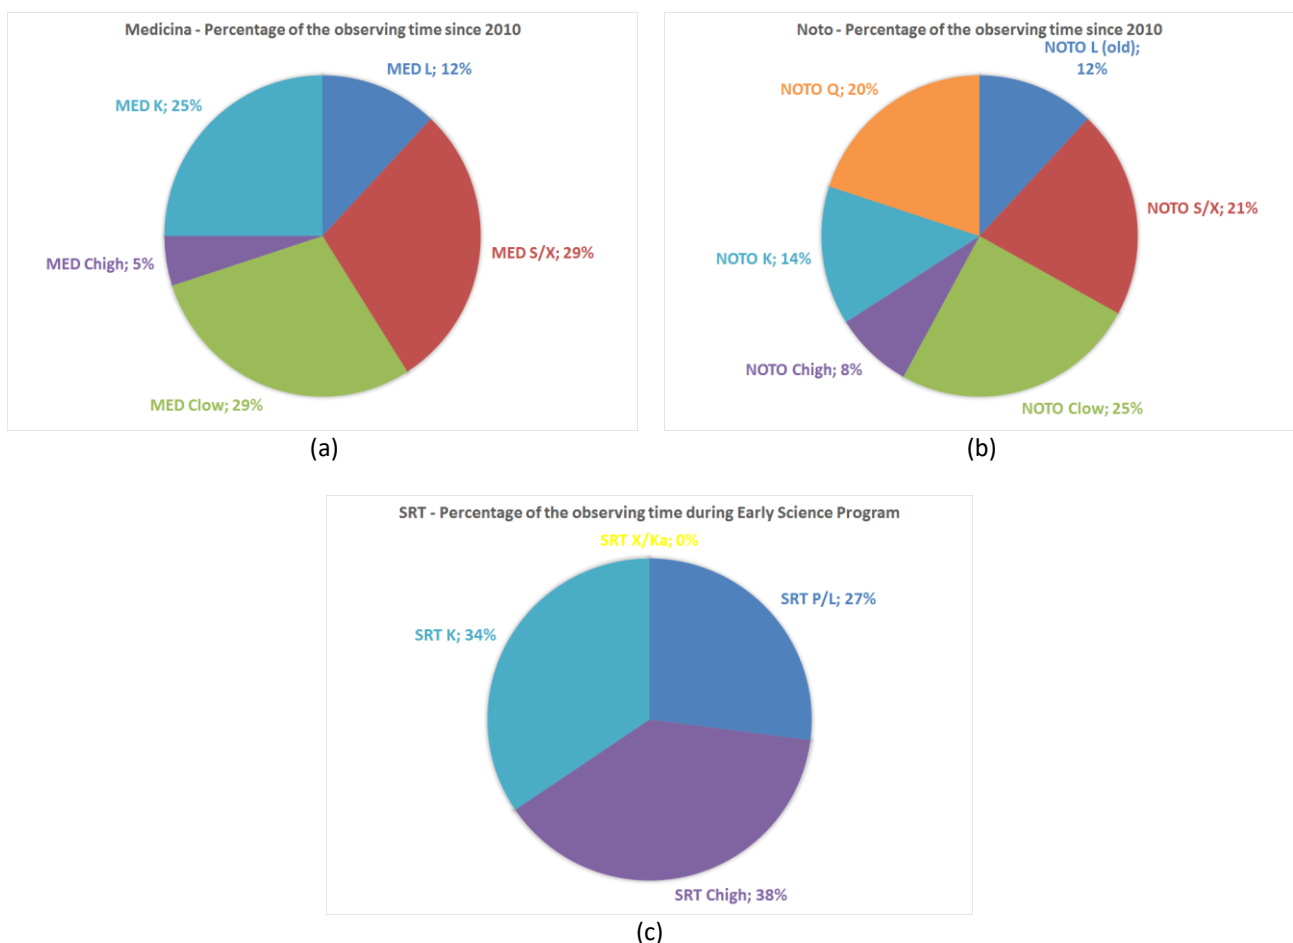 Medicina - Percentage of the observing time since 2010
MED L; 12%
MED K; 25%
MED S/X; 29%
MED Chigh; 5%
MED Clow; 29%
(a)
Noto - Percentage of the observing time since 2010
NOTO L (old);
12%
NOTO Q; 20%
NOTO S/X; 21%
NOTO K; 14%
NOTO Chigh; 8%
NOTO Clow; 25%
(b)
SRT - Percentage of the observing time during Early Science Program
SRT X/Ka; 0%
SRT P/L; 27%
SRT K; 34%
SRT Chigh; 38%
(c)